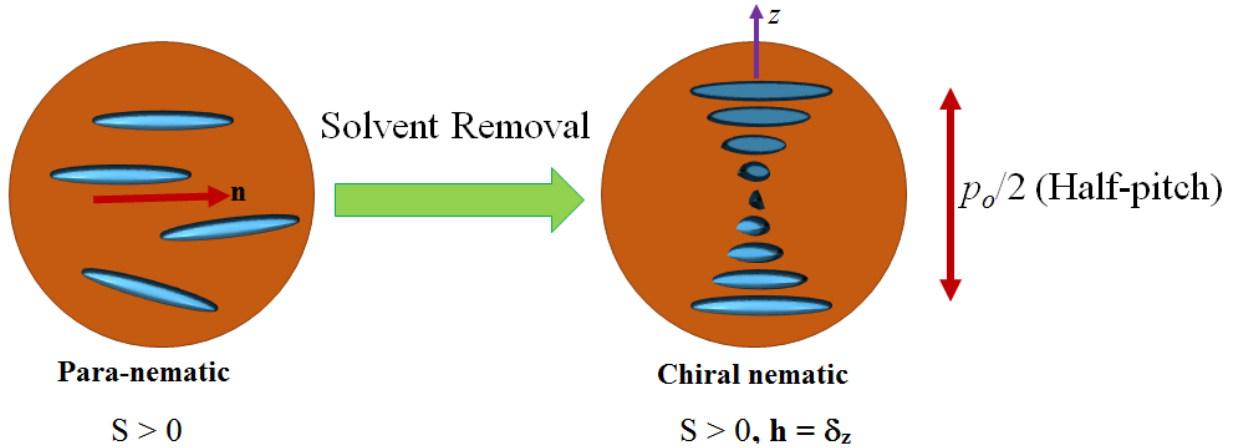 z
Solvent Removal
n
pₒ/2 (Half-pitch)
Para-nematic
Chiral nematic
S > 0
S > 0, h = δz